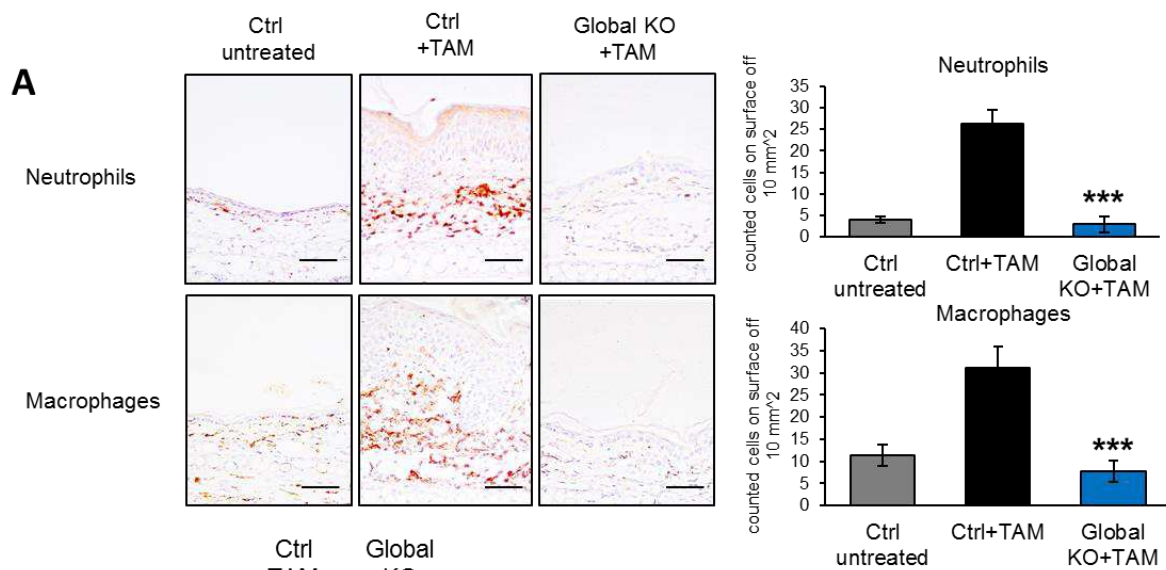 A
Ctrl
untreated
Ctrl
+TAM
Global KO
+TAM
Neutrophils
Macrophages
Neutrophils
counted cells on surface off
10 mm^2
35
30
25
20
15
10
5
0
***
Ctrl
untreated
Ctrl+TAM
Global
KO+TAM
Macrophages
counted cells on surface off
10 mm^2
40
35
30
25
20
15
10
5
0
***
Ctrl
untreated
Ctrl+TAM
Global
KO+TAM
Ctrl
TAM
Global
KO